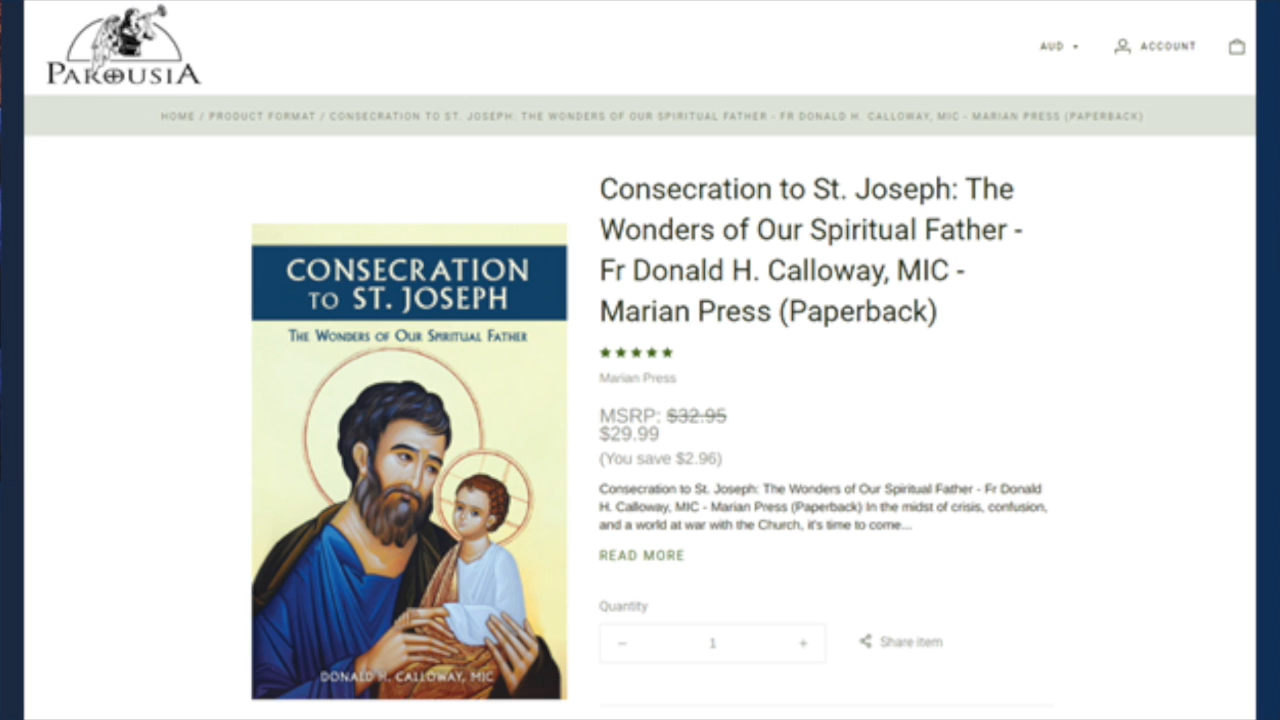 PAROUSIA
AUD
ACCOUNT
HOME / PRODUCT FORMAT / CONSECRATION TO ST. JOSEPH: THE WONDERS OF OUR SPIRITUAL FATHER - FR DONALD H. CALLOWAY, MIC - MARIAN PRESS (PAPERBACK)
CONSECRATION
TO ST. JOSEPH
THE WONDERS OF OUR SPIRITUAL FATHER
DONALD H. CALLOWAY, MIC
Consecration to St. Joseph: The
Wonders of Our Spiritual Father -
Fr Donald H. Calloway, MIC -
Marian Press (Paperback)
Marian Press
MSRP: $32.95
$29.99
(You save $2.96)
Consecration to St. Joseph: The Wonders of Our Spiritual Father - Fr Donald
H. Calloway, MIC - Marian Press (Paperback) In the midst of crisis, confusion,
and a world at war with the Church, it's time to come...
READ MORE
Quantity
− 1 +
Share item